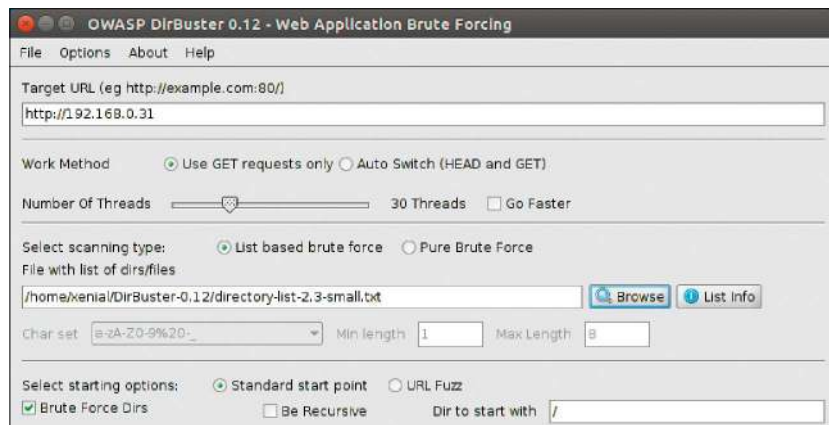 OWASP DirBuster 0.12 - Web Application Brute Forcing
File Options About Help
Target URL (eg http://example.com:80/)
http://192.168.0.31
Work Method Use GET requests only Auto Switch (HEAD and GET)
Number Of Threads 30 Threads Go Faster
Select scanning type: List based brute force Pure Brute Force
File with list of dirs/files
/home/xenial/DirBuster-0.12/directory-list-2.3-small.txt Browse List Info
Char set a-zA-Z0-9%20-_ Min length 1 Max Length 8
Select starting options: Standard start point URL Fuzz
Brute Force Dirs Be Recursive Dir to start with /